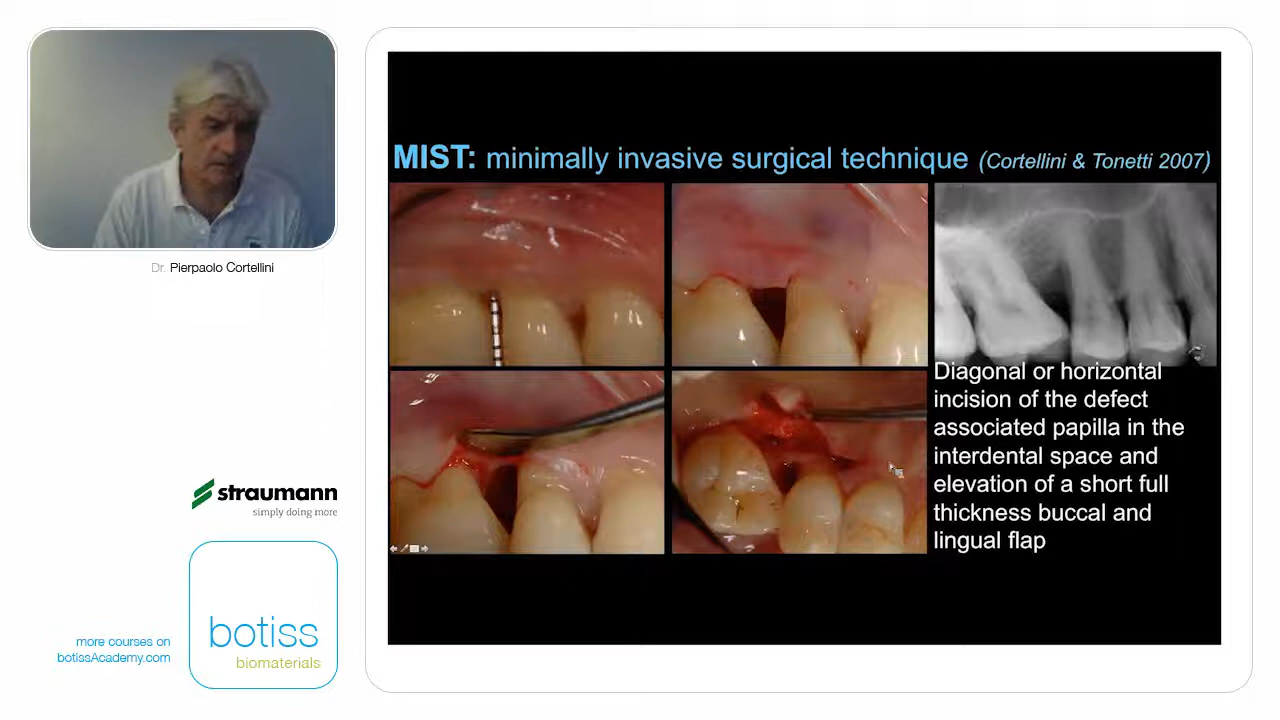 MIST: minimally invasive surgical technique (Cortellini & Tonetti 2007)
Dr. Pierpaolo Cortellini
Diagonal or horizontal
incision of the defect
associated papilla in the
interdental space and
elevation of a short full
thickness buccal and
lingual flap
straumann
simply doing more
botiss
biomaterials
more courses on
botissAcademy.com